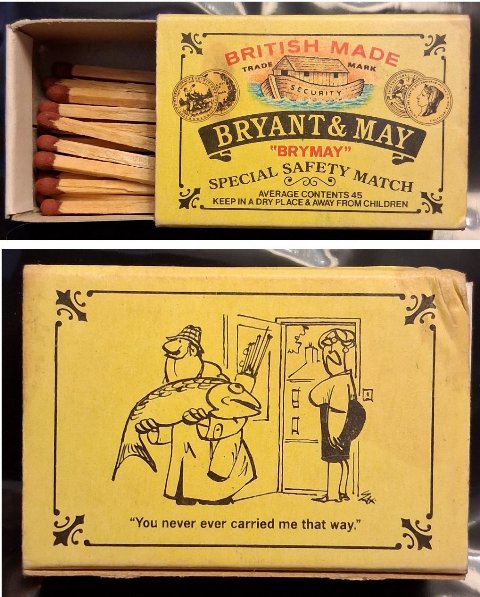 BRITISH MADE
TRADE MARK
SECURITY
BRYANT & MAY
"BRYMAY"
SPECIAL SAFETY MATCH
AVERAGE CONTENTS 45
KEEP IN A DRY PLACE & AWAY FROM CHILDREN
"You never ever carried me that way."